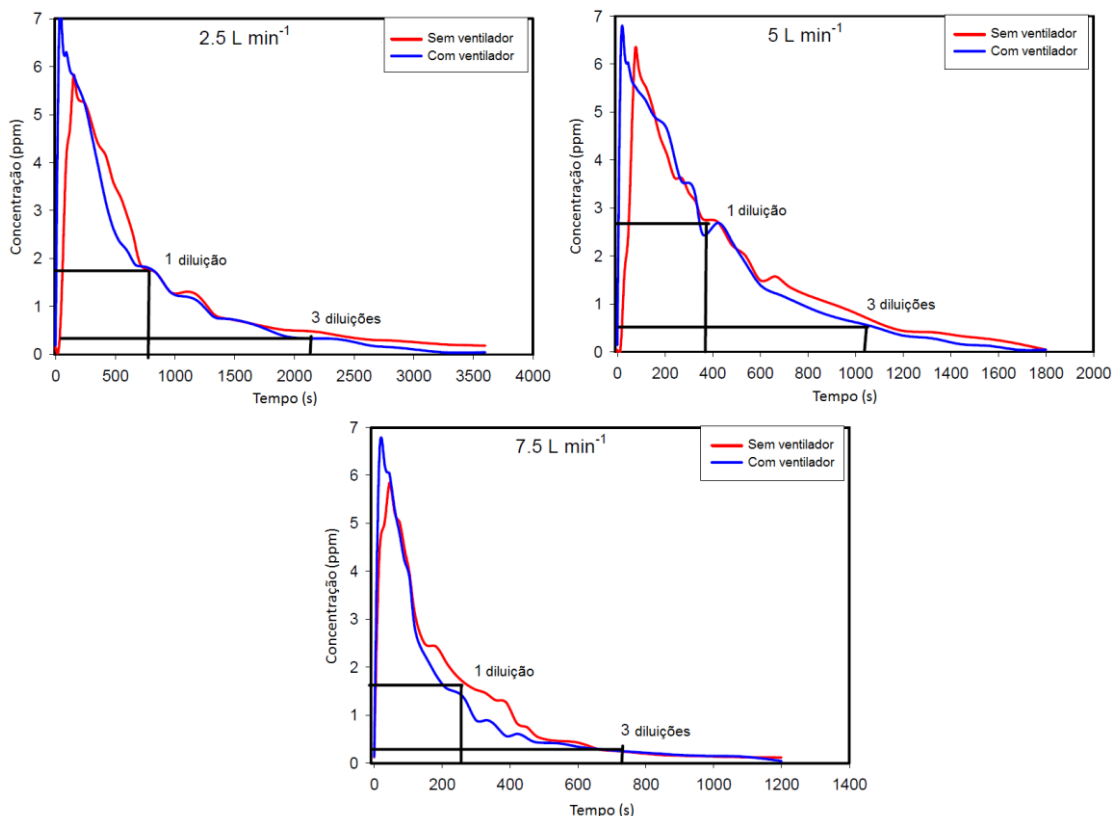 2.5 L min⁻¹
Sem ventilador
Com ventilador
Concentração (ppm)
7
6
5
4
3
2
1
0
1 diluição
3 diluições
0 500 1000 1500 2000 2500 3000 3500 4000
Tempo (s)
5 L min⁻¹
Sem ventilador
Com ventilador
Concentração (ppm)
7
6
5
4
3
2
1
0
1 diluição
3 diluições
0 200 400 600 800 1000 1200 1400 1600 1800 2000
Tempo (s)
7.5 L min⁻¹
Sem ventilador
Com ventilador
Concentração (ppm)
7
6
5
4
3
2
1
0
1 diluição
3 diluições
0 200 400 600 800 1000 1200 1400
Tempo (s)